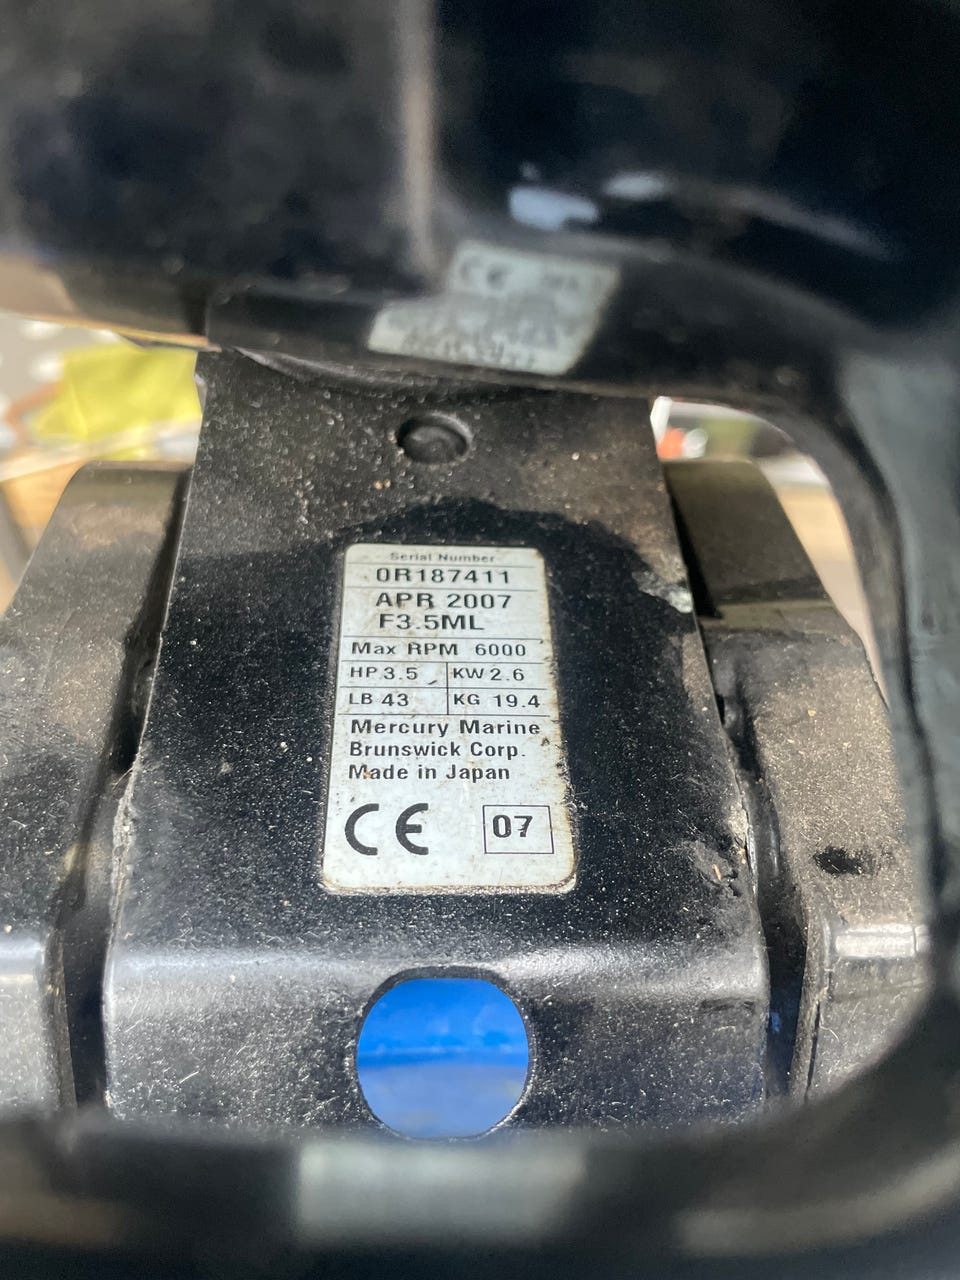 CE
Serial Number
0R187411
APR 2007
F3.5ML
Max RPM 6000
HP 3.5 KW 2.6
LB 43 KG 19.4
Mercury Marine
Brunswick Corp.
Made in Japan
CE 07